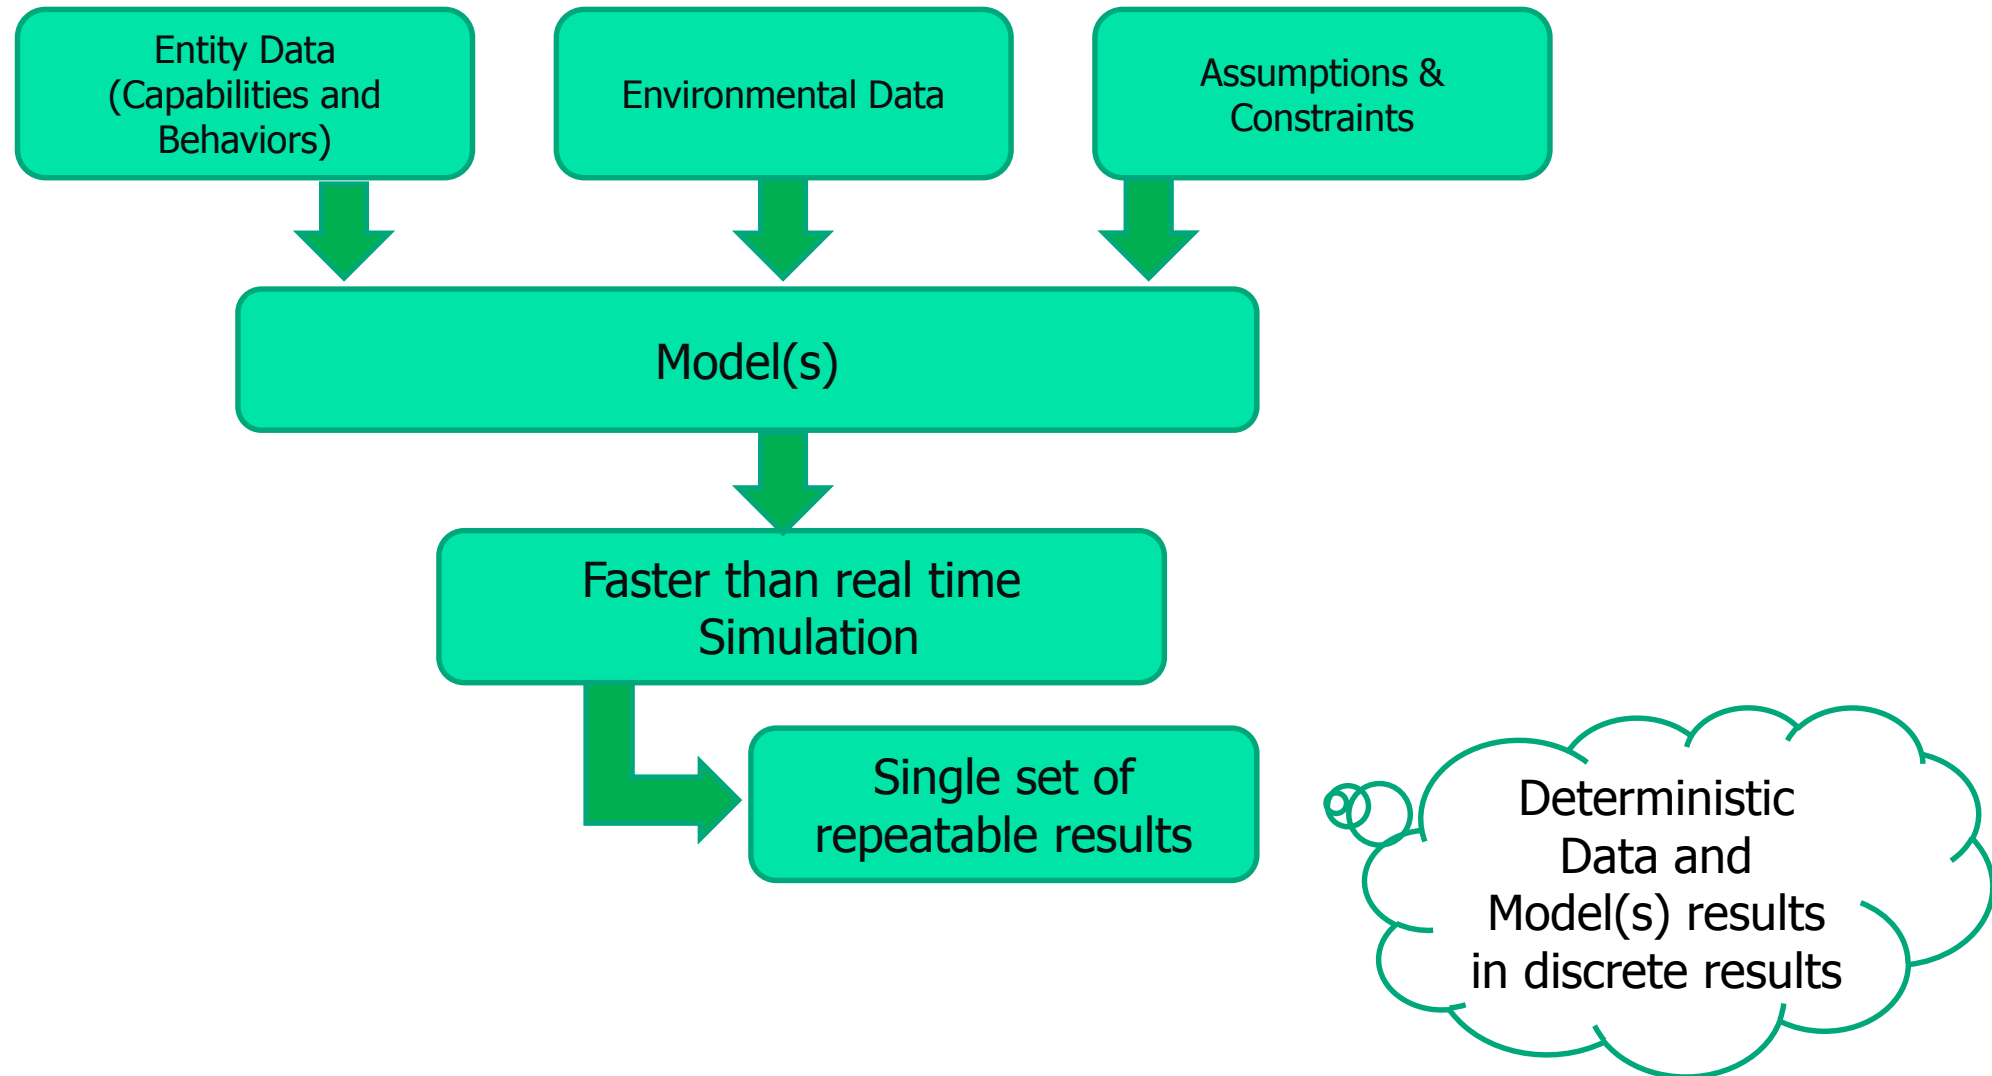 Entity Data
(Capabilities and
Behaviors)
Environmental Data
Assumptions &
Constraints
Model(s)
Faster than real time
Simulation
Single set of
repeatable results
Deterministic
Data and
Model(s) results
in discrete results